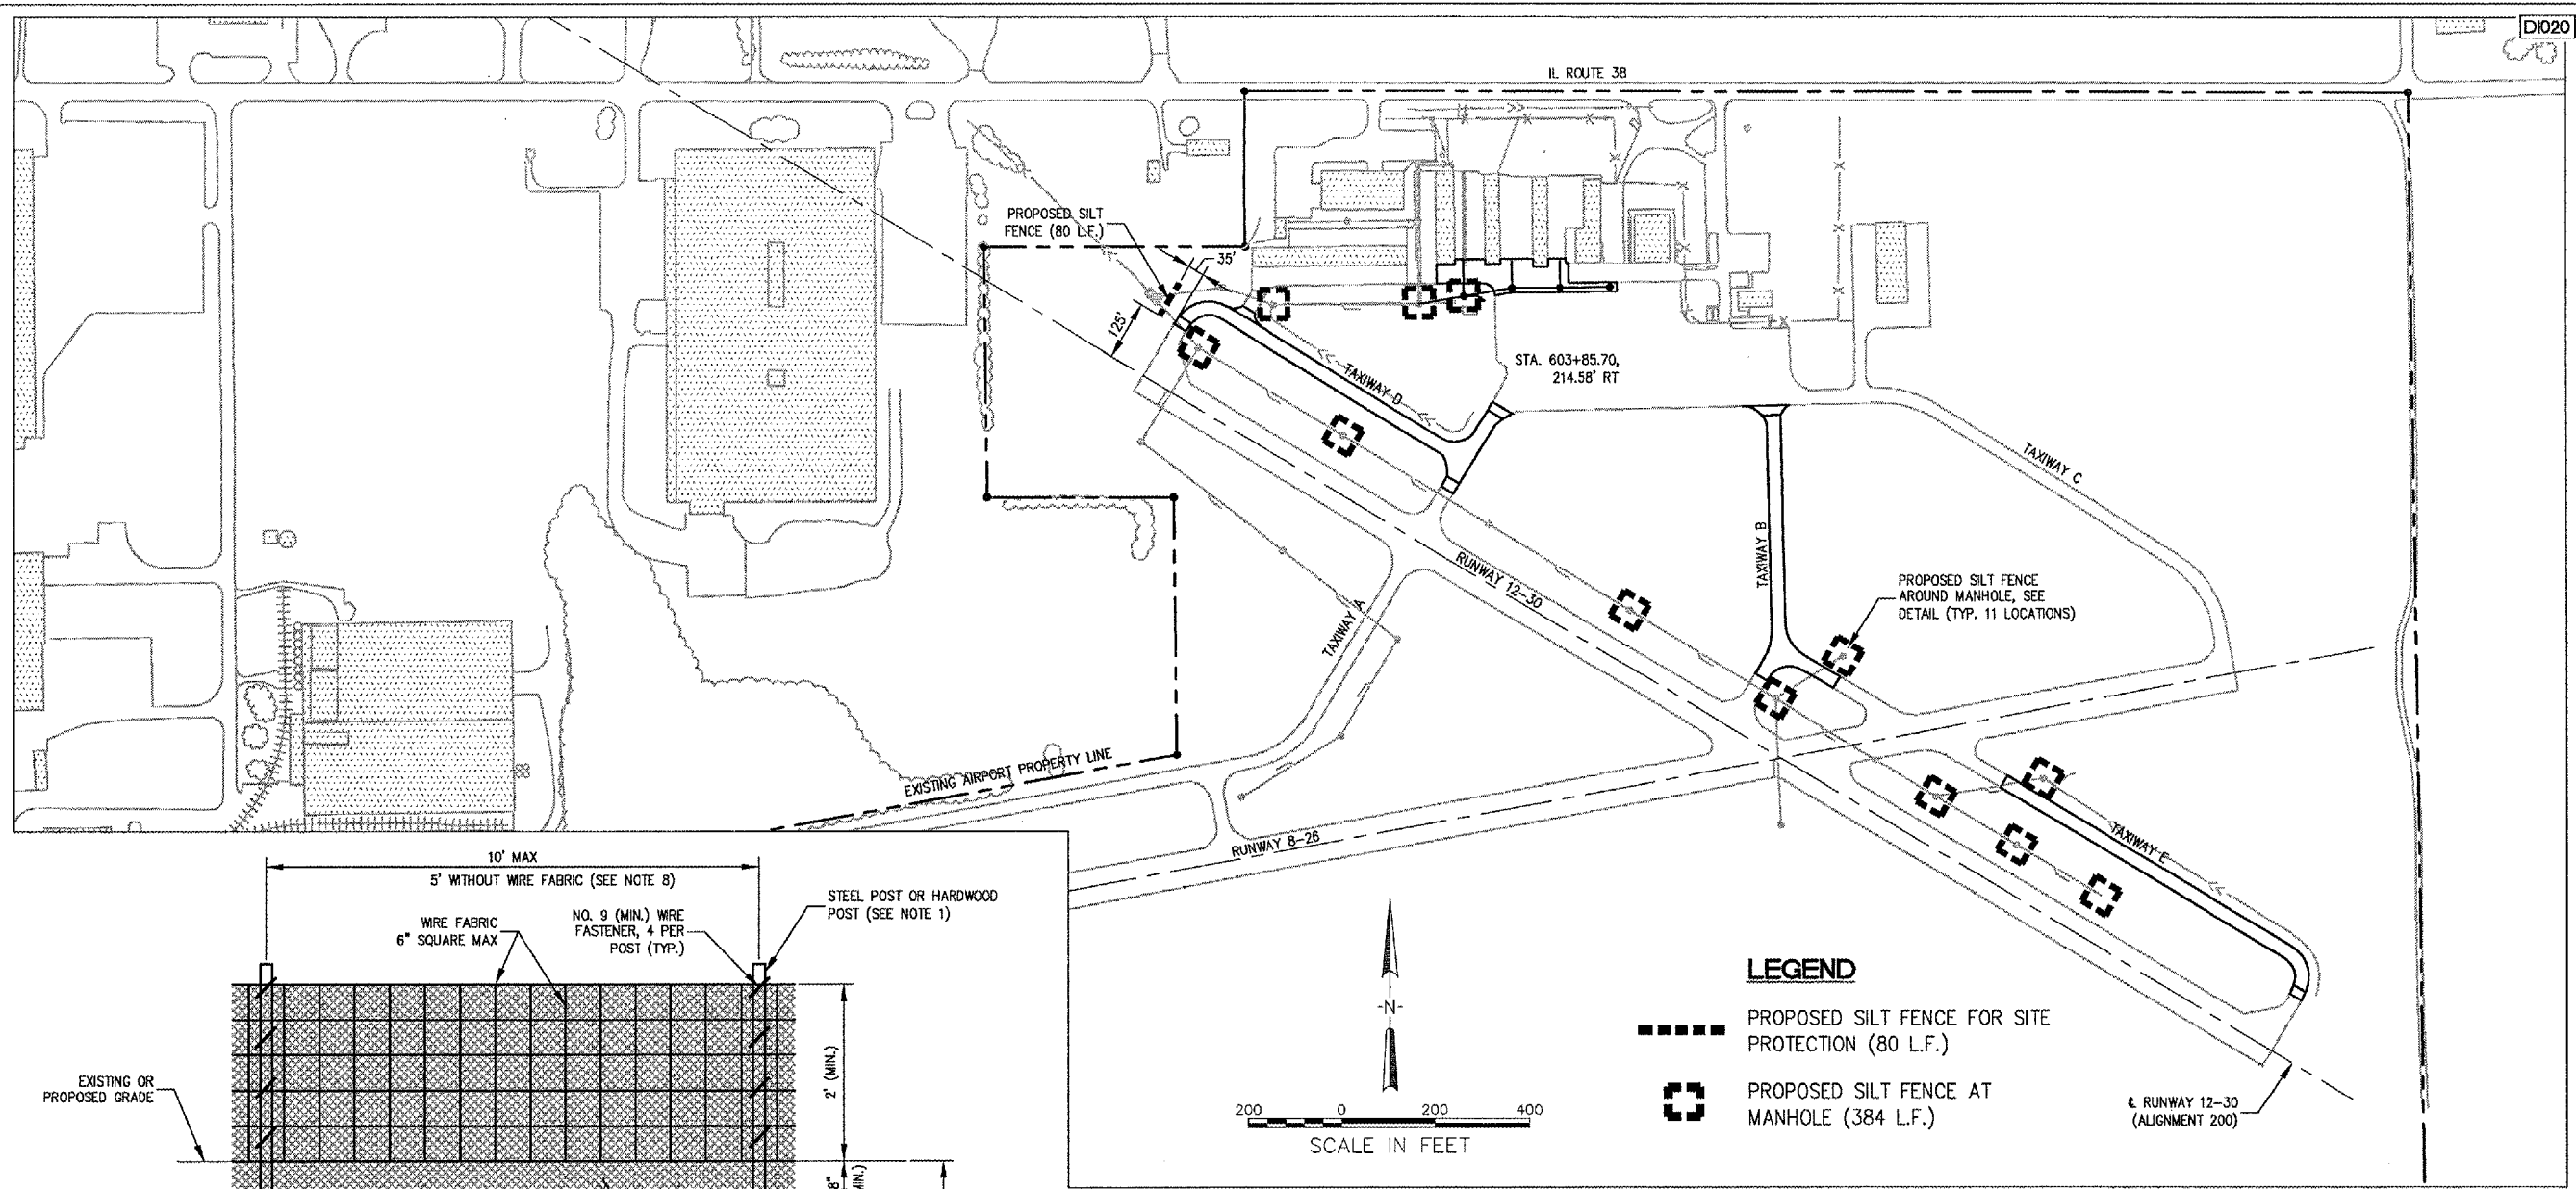 DI020
IL ROUTE 38
PROPOSED SILT
FENCE (80 L.F.)
35'
125'
TAXIWAY D
STA. 603+85.70,
214.58' RT
TAXIWAY C
TAXIWAY B
RUNWAY 12-30
TAXIWAY A
PROPOSED SILT FENCE
AROUND MANHOLE, SEE
DETAIL (TYP. 11 LOCATIONS)
EXISTING AIRPORT PROPERTY LINE
RUNWAY 8-26
TAXIWAY E
10' MAX
5' WITHOUT WIRE FABRIC (SEE NOTE 8)
WIRE FABRIC
6" SQUARE MAX
NO. 9 (MIN.) WIRE
FASTENER, 4 PER
POST (TYP.)
STEEL POST OR HARDWOOD
POST (SEE NOTE 1)
2' (MIN.)
EXISTING OR
PROPOSED GRADE
-N-
200 0 200 400
SCALE IN FEET
LEGEND
PROPOSED SILT FENCE FOR SITE
PROTECTION (80 L.F.)
PROPOSED SILT FENCE AT
MANHOLE (384 L.F.)
℄ RUNWAY 12-30
(ALIGNMENT 200)